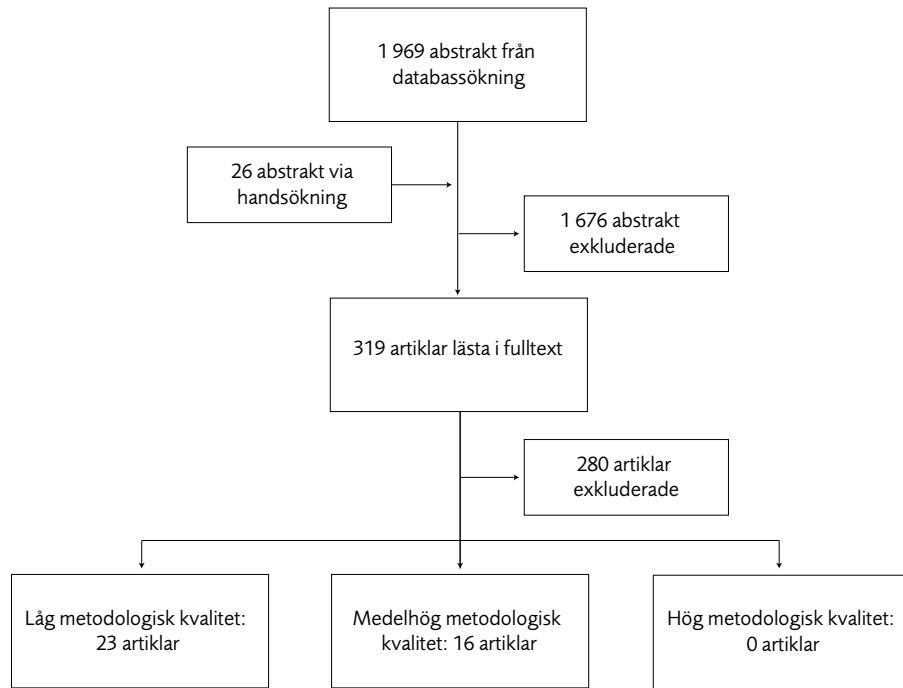 1 969 abstrakt från
databassökning
26 abstrakt via
handsökning
1 676 abstrakt
exkluderade
319 artiklar lästa i fulltext
280 artiklar
exkluderade
Låg metodologisk kvalitet:
23 artiklar
Medelhög metodologisk
kvalitet: 16 artiklar
Hög metodologisk kvalitet:
0 artiklar